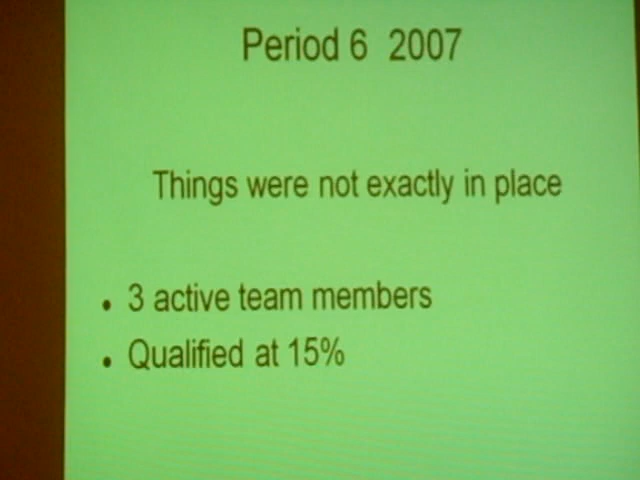 Period 6 2007
Things were not exactly in place
• 3 active team members
• Qualified at 15%